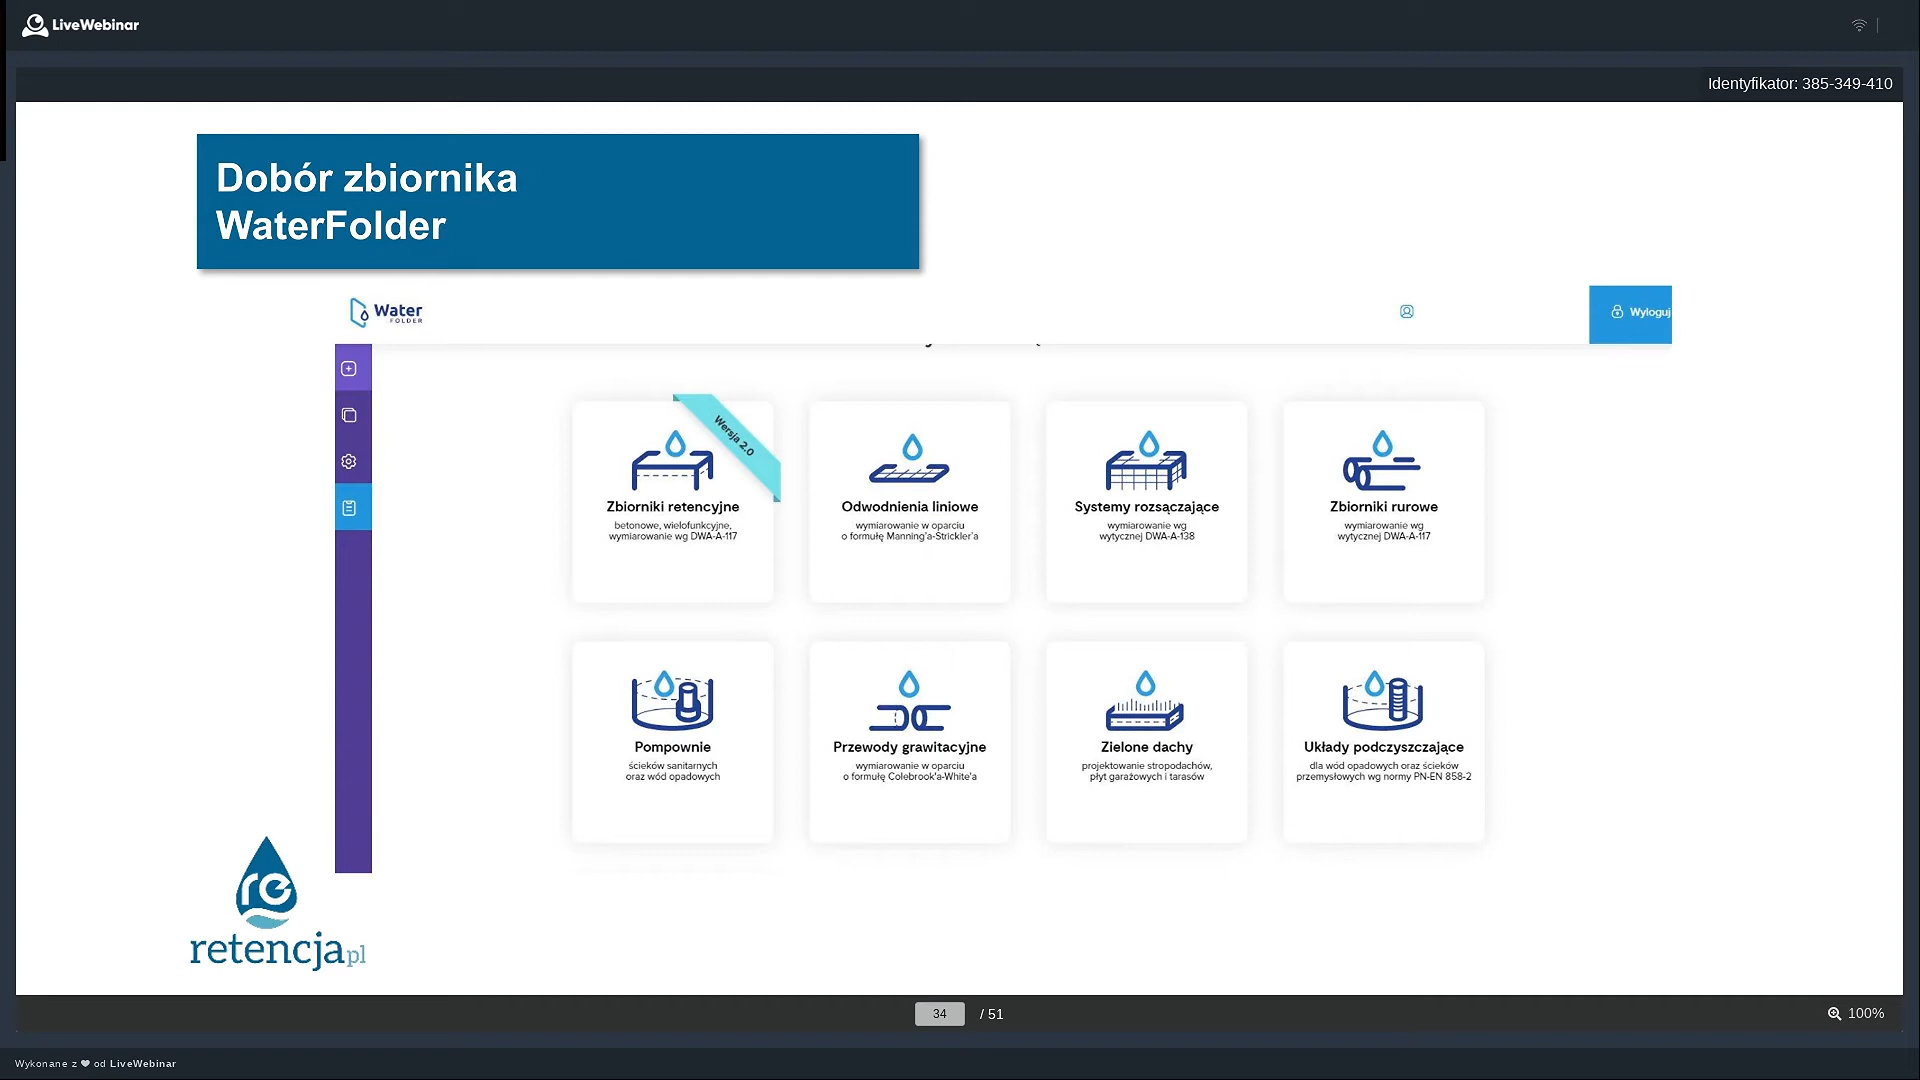 LiveWebinar
Identyfikator: 385-349-410
Dobór zbiornika
WaterFolder
Water
FOLDER
Wyloguj
Wersja 2.0
Zbiorniki retencyjne
betonowe, wielofunkcyjne,
wymiarowanie wg DWA-A-117
Odwodnienia liniowe
wymiarowanie w oparciu
o formułę Manning'a-Strickler'a
Systemy rozsączające
wymiarowanie wg
wytycznej DWA-A-138
Zbiorniki rurowe
wymiarowanie wg
wytycznej DWA-A-117
Pompownie
ścieków sanitarnych
oraz wód opadowych
Przewody grawitacyjne
wymiarowanie w oparciu
o formułę Colebrook'a-White'a
Zielone dachy
projektowanie stropodachów,
płyt garażowych i tarasów
Układy podczyszczające
dla wód opadowych oraz ścieków
przemysłowych wg normy PN-EN 858-2
re
retencja.pl
34 / 51
100%
Wykonane z ❤ od LiveWebinar